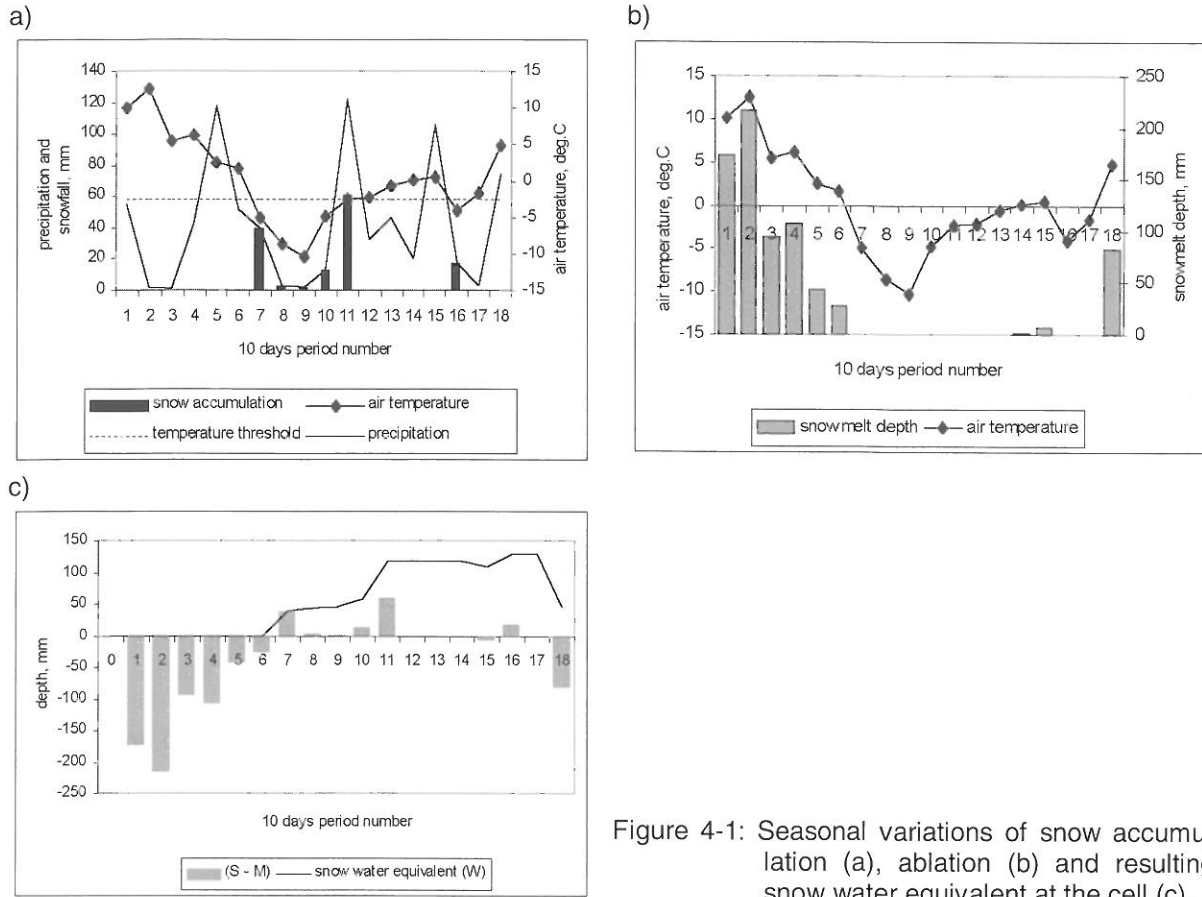 a)
140
120
100
80
60
40
20
0
precipitation and
snowfall, mm
15
10
5
0
-5
-10
-15
air temperature, deg.C
1 2 3 4 5 6 7 8 9 10 11 12 13 14 15 16 17 18
10 days period number
snow accumulation
air temperature
temperature threshold
precipitation
b)
15
10
5
0
-5
-10
-15
air temperature, deg.C
250
200
150
100
50
0
snowmelt depth, mm
1 2 3 4 5 6 7 8 9 10 11 12 13 14 15 16 17 18
10 days period number
snowmelt depth
air temperature
c)
150
100
50
0
-50
-100
-150
-200
-250
depth, mm
0 1 2 3 4 5 6 7 8 9 10 11 12 13 14 15 16 17 18
10 days period number
(S - M)
snow water equivalent (W)
Figure 4-1: Seasonal variations of snow accumu
lation (a), ablation (b) and resulting
snow water equivalent at the cell (c)